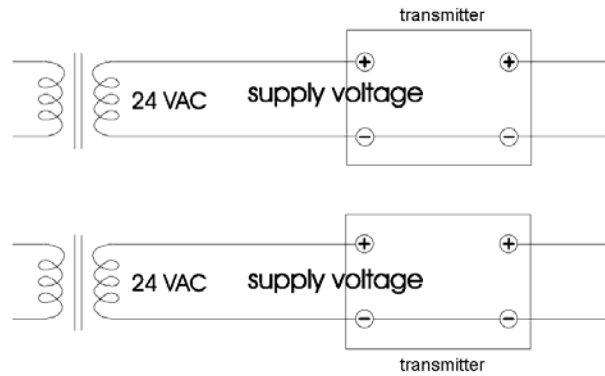 transmitter
+ +
24 VAC supply voltage
− −
+ +
24 VAC supply voltage
− −
transmitter